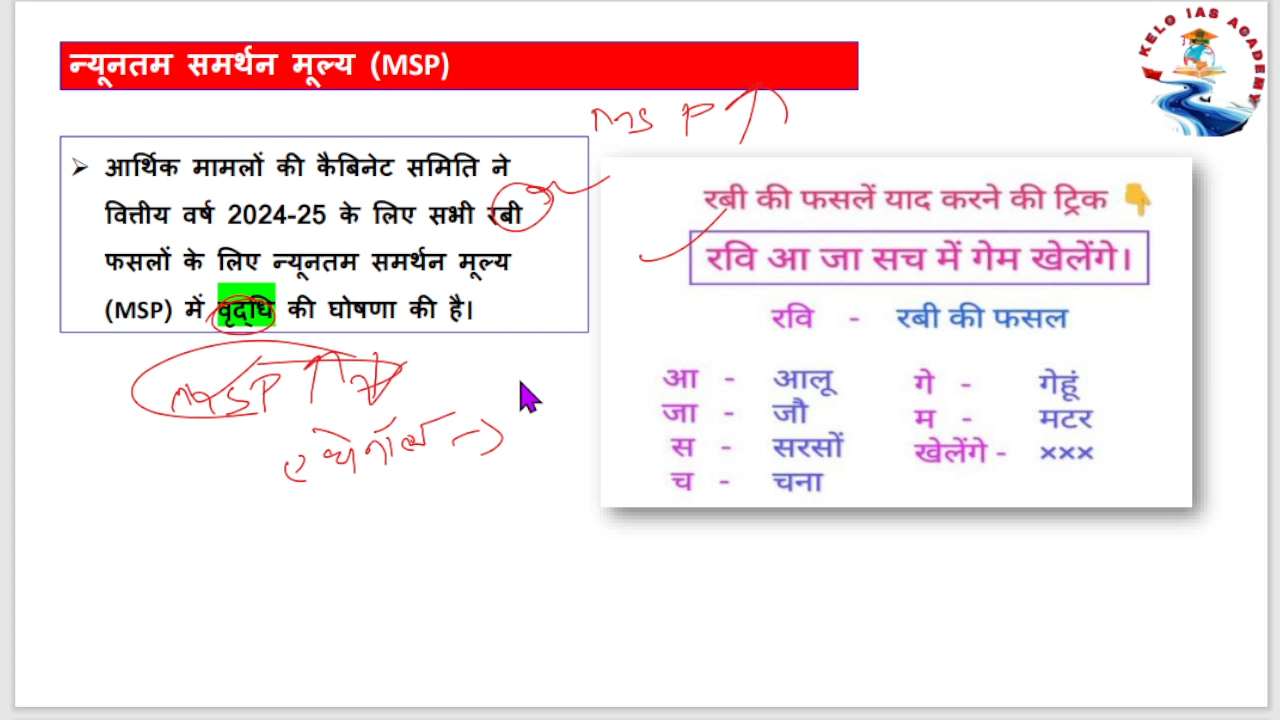 न्यूनतम समर्थन मूल्य (MSP)
KELO IAS ACADEMY
MSP
➢ आर्थिक मामलों की कैबिनेट समिति ने
वित्तीय वर्ष 2024-25 के लिए सभी रबी
फसलों के लिए न्यूनतम समर्थन मूल्य
(MSP) में वृद्धि की घोषणा की है।
MSP
रबी की फसलें याद करने की ट्रिक 👇
रवि आ जा सच में गेम खेलेंगे।
रवि - रबी की फसल
आ - आलू
जा - जौ
स - सरसों
च - चना
गे - गेहूं
म - मटर
खेलेंगे - ×××